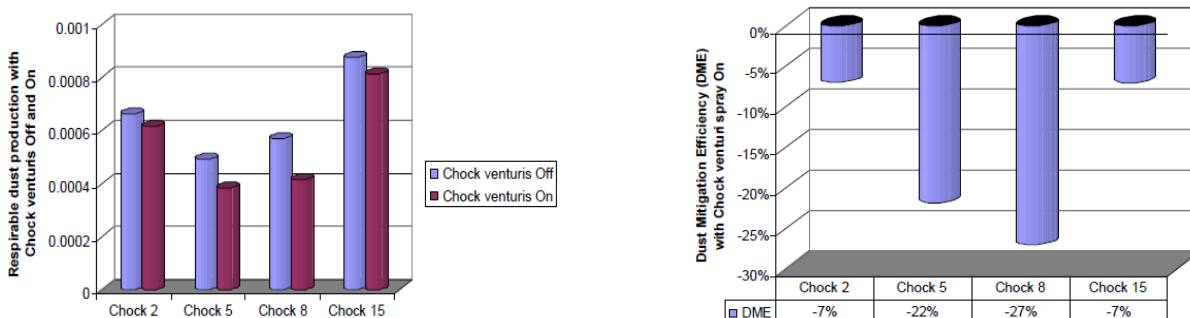 Respirable dust production with
Chock venturis Off and On
0.001
0.0008
0.0006
0.0004
0.0002
0
Chock 2 Chock 5 Chock 8 Chock 15
Chock venturis Off
Chock venturis On
Dust Mitigation Efficiency (DME)
with Chock venturi spray On
0%
-5%
-10%
-15%
-20%
-25%
-30%
Chock 2 Chock 5 Chock 8 Chock 15
DME -7% -22% -27% -7%